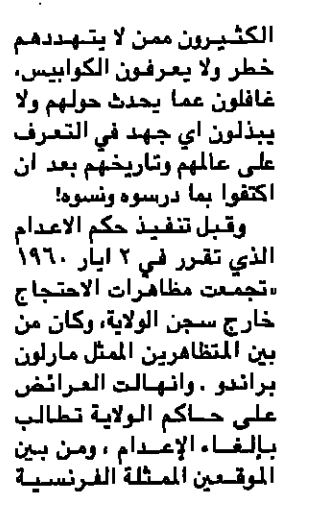 الكثيرون ممن لا يتهددهم
خطر ولا يعرفون الكوابيس،
غافلون عما يحدث حولهم ولا
يبذلون اي جهد في التعرف
على عالمهم وتاريخهم بعد ان
اكتفوا بما درسوه ونسوه!
وقبل تنفيذ حكم الاعدام
الذي تقرر في ٢ ايار ١٩٦٠
«تجمعت مظاهرات الاحتجاج
خارج سجن الولاية، وكان من
بين المتظاهرين الممثل مارلون
براندو . وانهالت العرائض
على حاكم الولاية تطالب
بإلغاء الإعدام ، ومن بين
الموقعين الممثلة الفرنسية